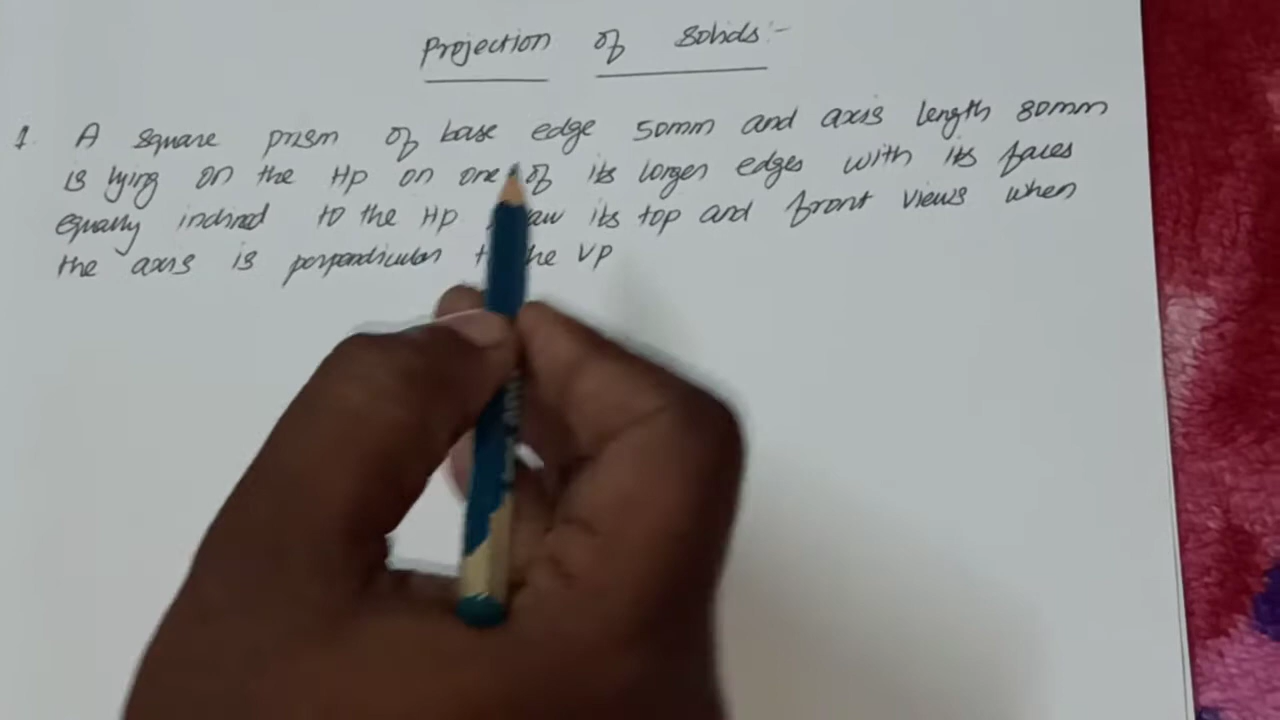 Projection of Solids:-
1. A square prism of base edge 50mm and axis length 80mm
is lying on the HP on one of its longer edges with its faces
equally inclined to the HP its top and front views when
the axis is perpendicular the VP